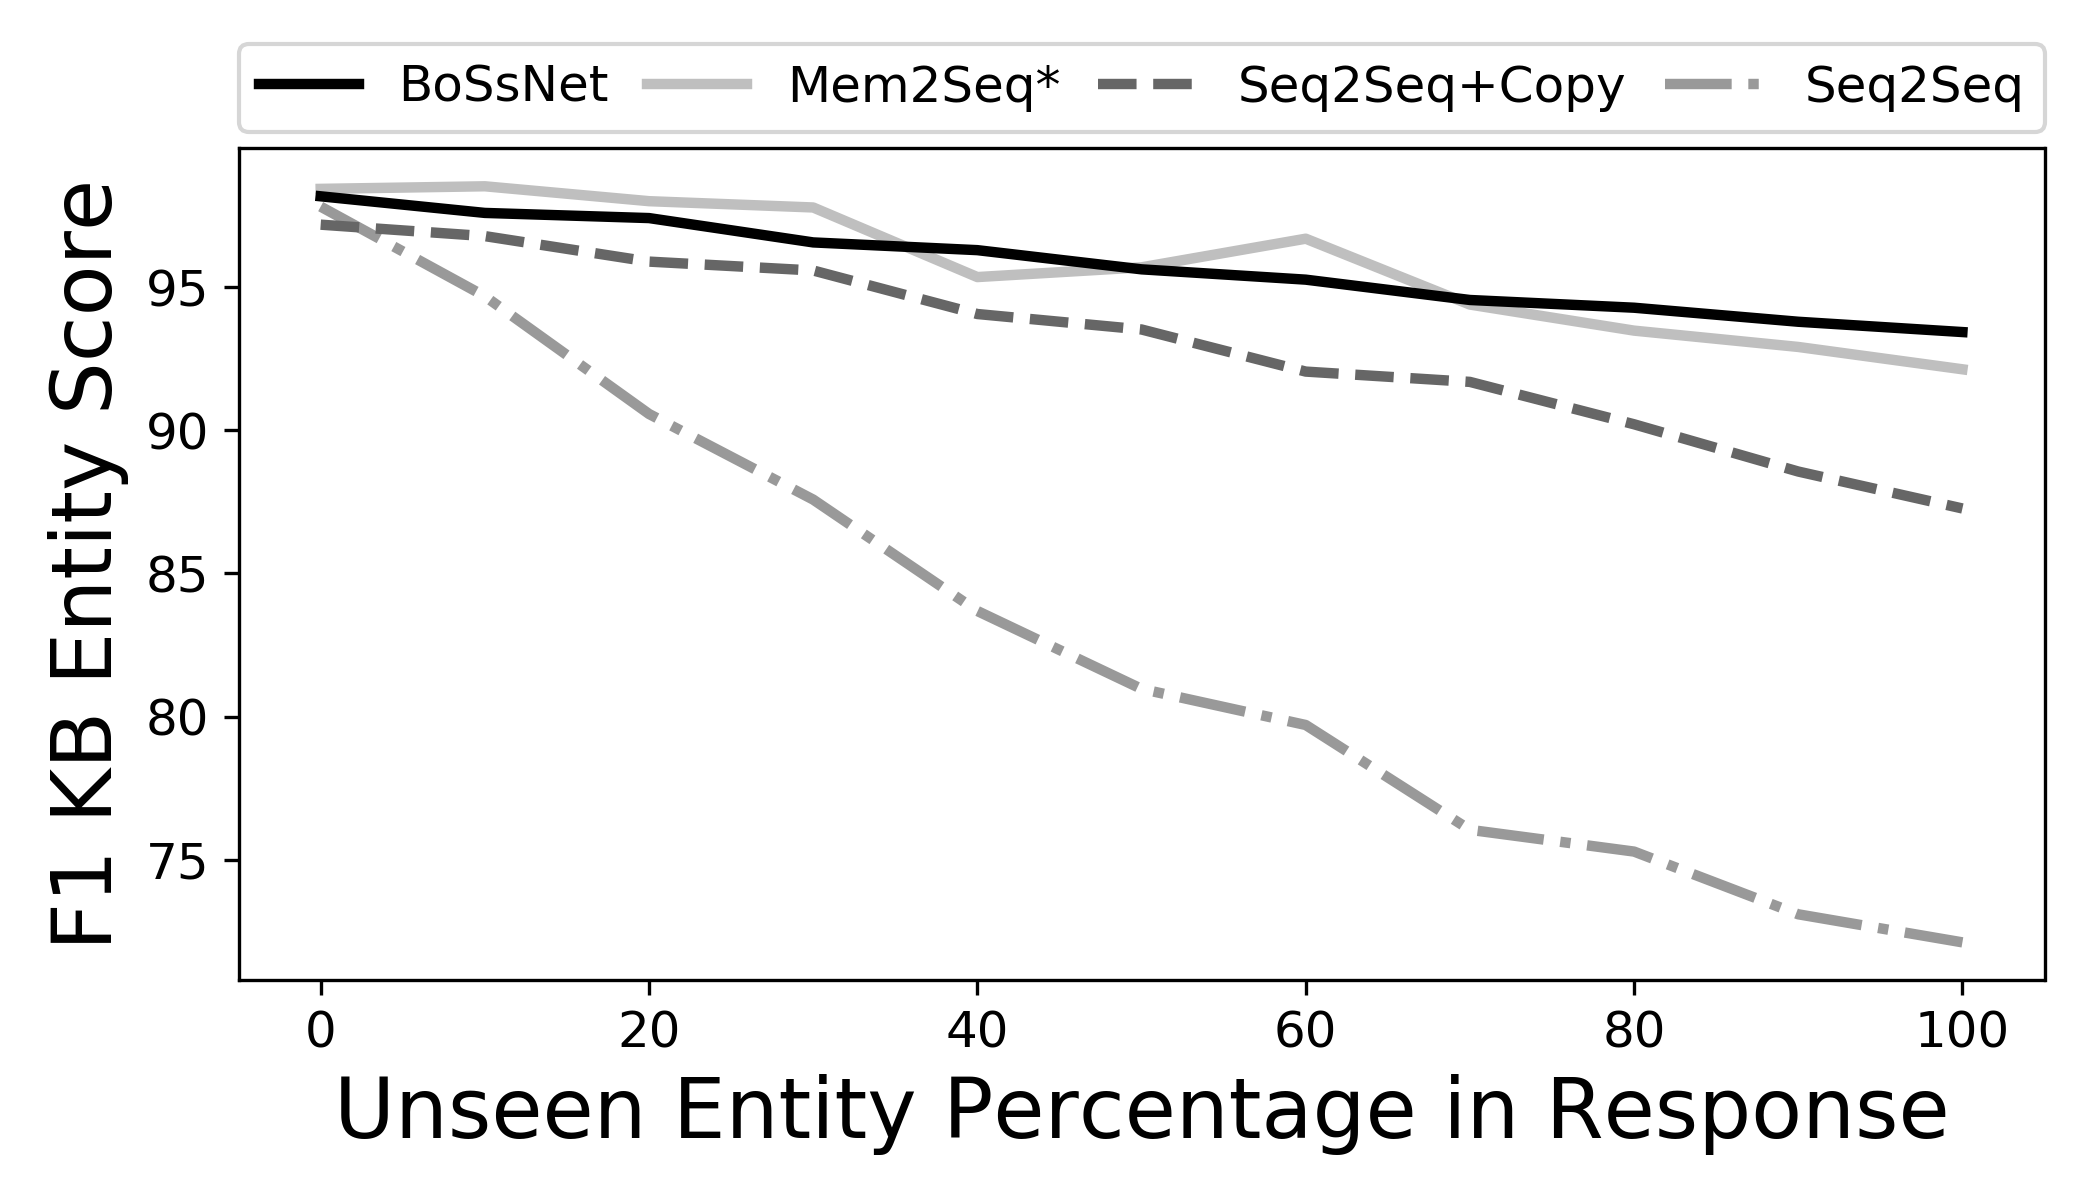 BoSsNet Mem2Seq* Seq2Seq+Copy Seq2Seq
F1 KB Entity Score
95
90
85
80
75
0 20 40 60 80 100
Unseen Entity Percentage in Response